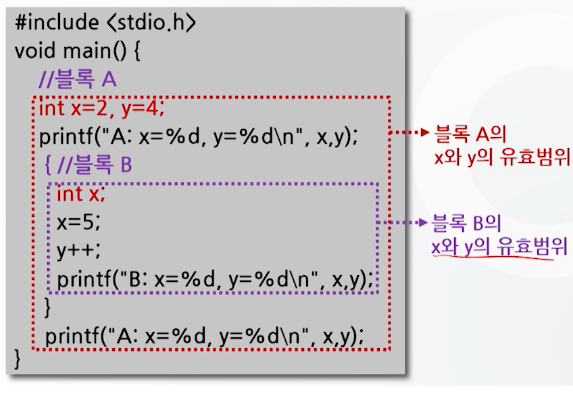 #include <stdio.h>
void main() {
//블록 A
int x=2, y=4;
printf("A: x=%d, y=%d\n", x,y);
{ //블록 B
int x;
x=5;
y++;
printf("B: x=%d, y=%d\n", x,y);
}
printf("A: x=%d, y=%d\n", x,y);
}
블록 A의
x와 y의 유효범위
블록 B의
x와 y의 유효범위